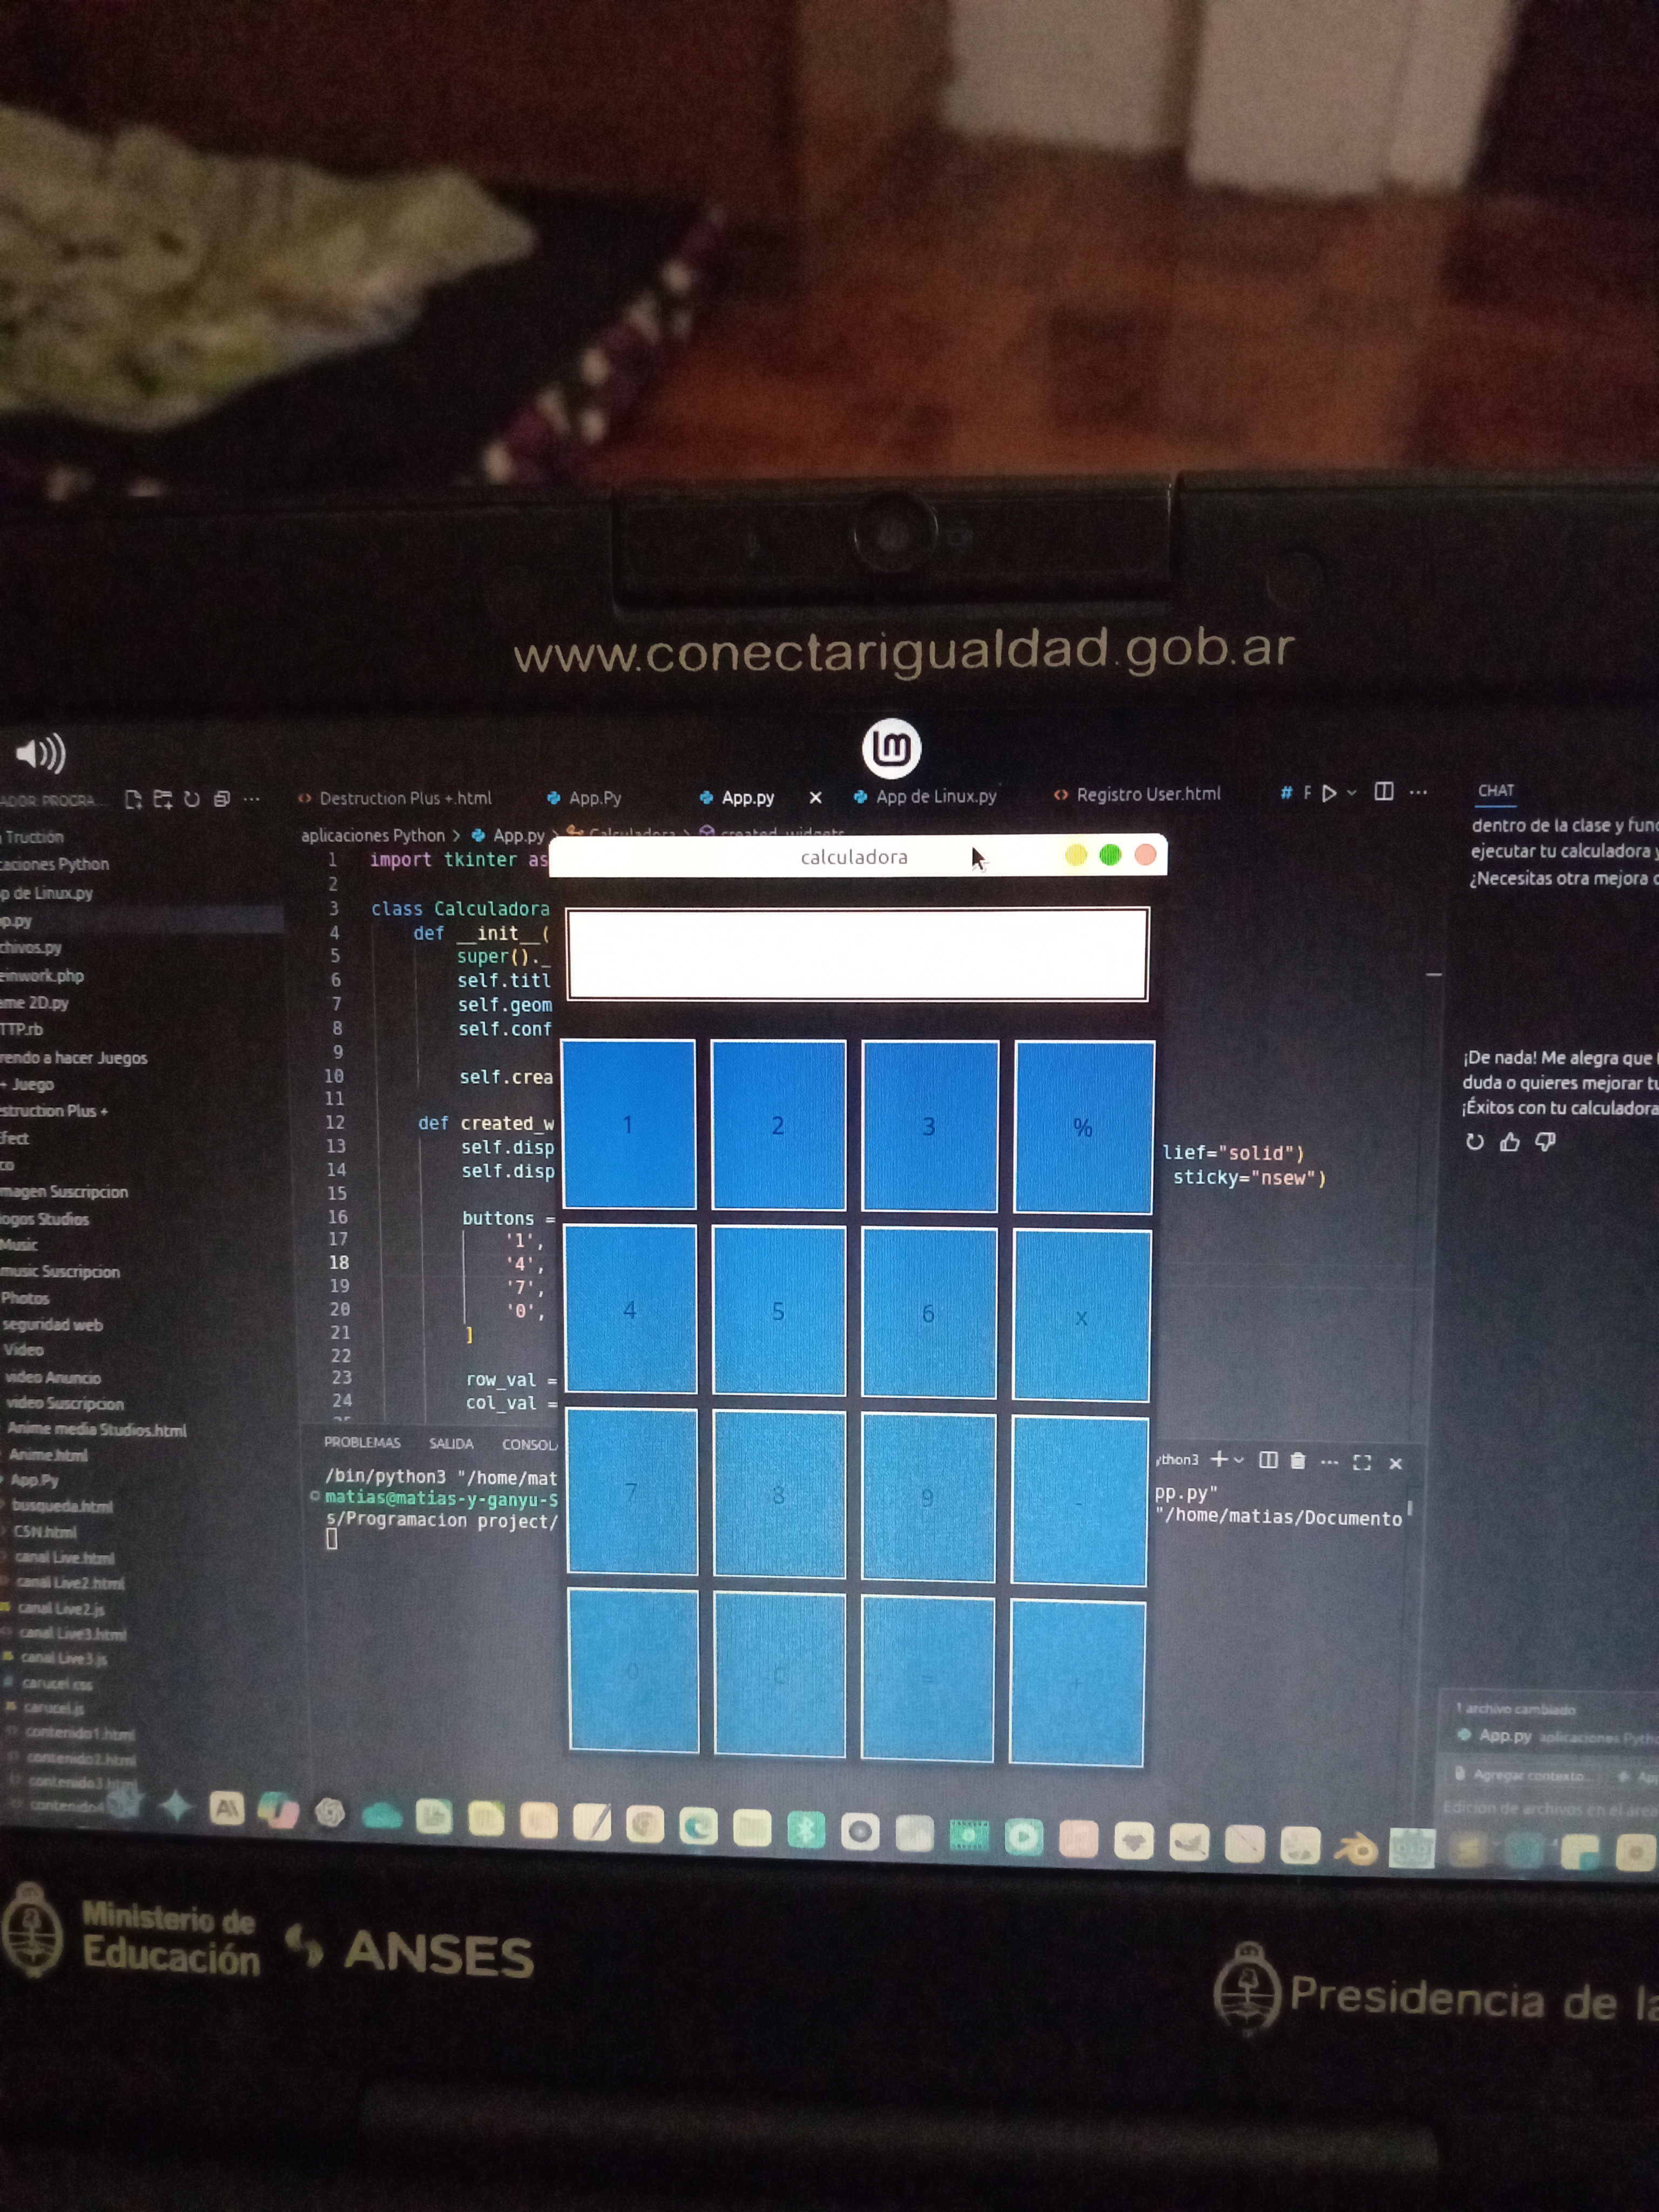 www.conectarigualdad.gob.ar
Destruction Plus +.html
App.Py
App.py
App de Linux.py
Registro User.html
CHAT
aplicaciones Python > App.py > Calculadora > created_widgets
calculadora
1 import tkinter as
2
3 class Calculadora
4 def __init__(
5 super()._
6 self.titl
7 self.geom
8 self.conf
9
10 self.crea
11
12 def created_w
13 self.disp
lief="solid")
14 self.disp
sticky="nsew")
15
16 buttons =
17 '1',
18 '4',
19 '7',
20 '0',
21 ]
22
23 row_val =
24 col_val =
1 2 3 %
4 5 6 x
7 8 9 -
0 C = +
PROBLEMAS SALIDA CONSOL
/bin/python3 "/home/mat
pp.py"
matias@matias-y-ganyu-S
"/home/matias/Documento
s/Programacion project/
Truction
caciones Python
p de Linux.py
p.py
chivos.py
einwork.php
ame 2D.py
TTP.rb
rendo a hacer Juegos
+ Juego
struction Plus +
co
magen Suscripcion
ogos Studios
Music
music Suscripcion
Photos
seguridad web
Video
video Anuncio
video Suscripcion
Anime media Studios.html
Anime.html
App.Py
busqueda.html
CSN.html
canal Live.html
canal Live2.html
canal Live2.js
canal Live3.html
canal Live3.js
carucel.css
carucel.js
contenido1.html
contenido2.html
contenido3.html
dentro de la clase y fun
ejecutar tu calculadora y
¿Necesitas otra mejora o
¡De nada! Me alegra que
duda o quieres mejorar tu
¡Éxitos con tu calculadora
1 archivo cambiado
App.py aplicaciones Pyth
Agregar contexto...
Edición de archivos en el área
Ministerio de
Educación
ANSES
Presidencia de la